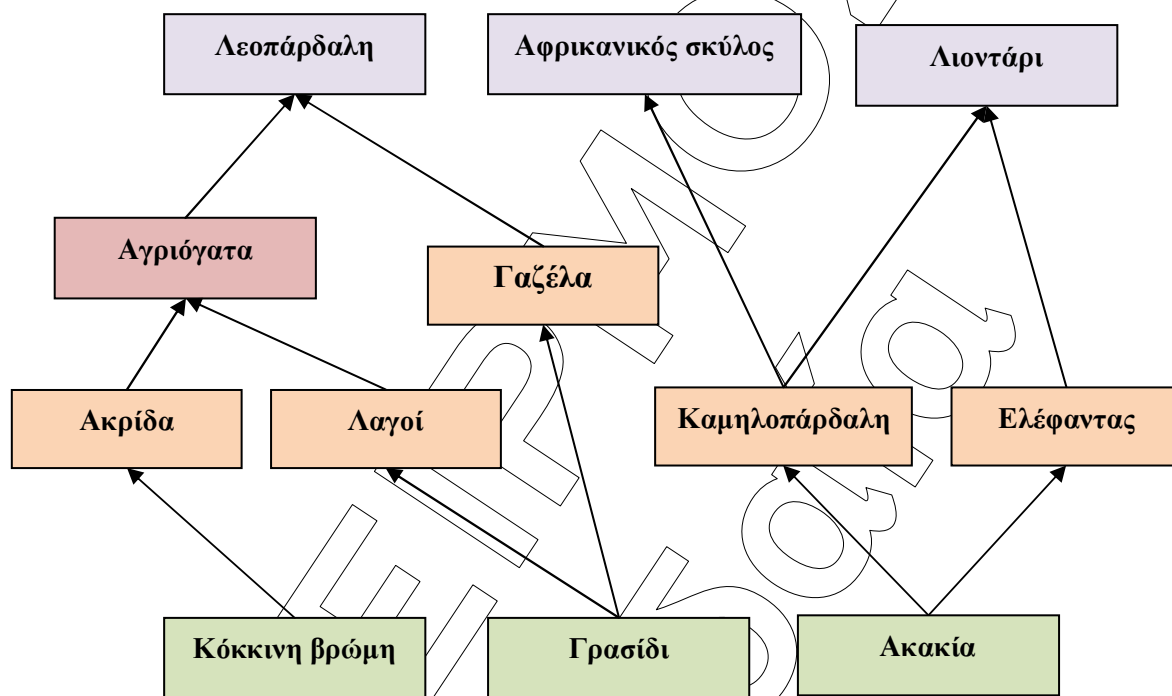 Λεοπάρδαλη
Αφρικανικός σκύλος
Λιοντάρι
Αγριόγατα
Γαζέλα
Ακρίδα
Λαγοί
Καμηλοπάρδαλη
Ελέφαντας
Κόκκινη βρώμη
Γρασίδι
Ακακία